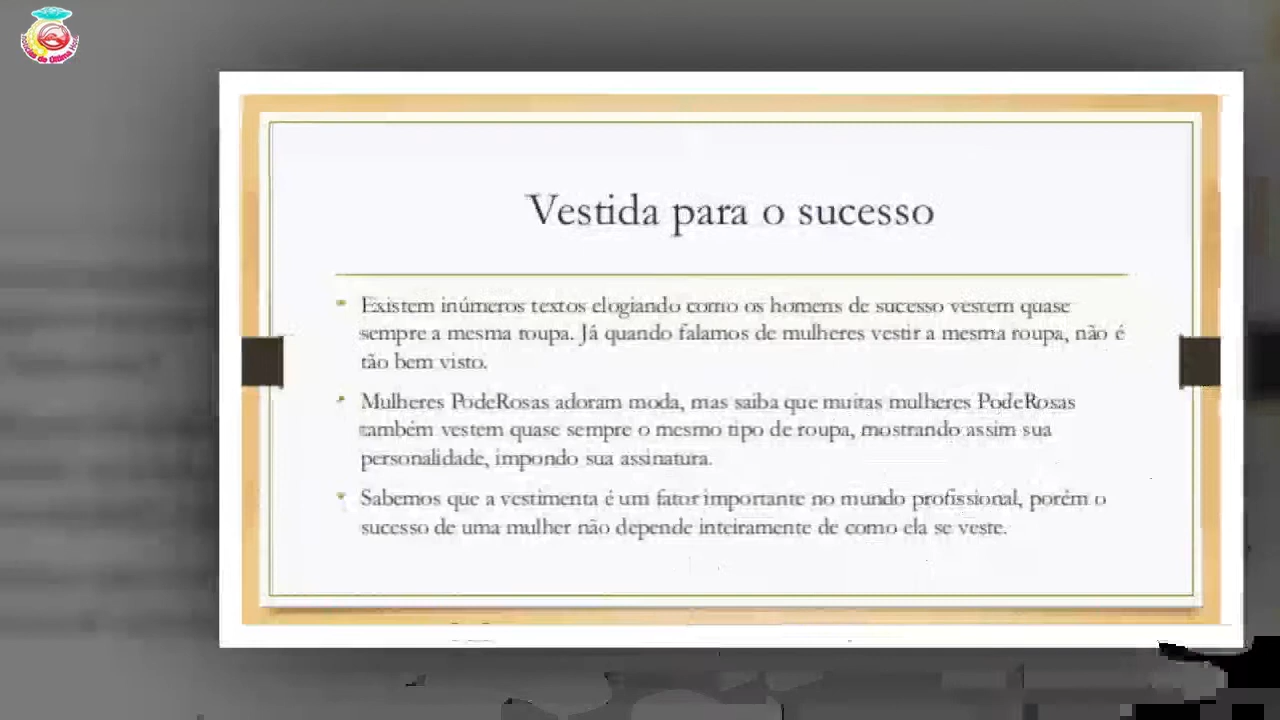 Vestida para o sucesso
Existem inúmeros textos elogiando como os homens de sucesso vestem quase
sempre a mesma roupa. Já quando falamos de mulheres vestir a mesma roupa, não é
tão bem visto.
Mulheres PodeRosas adoram moda, mas saiba que muitas mulheres PodeRosas
também vestem quase sempre o mesmo tipo de roupa, mostrando assim sua
personalidade, impondo sua assinatura.
Sabemos que a vestimenta é um fator importante no mundo profissional, porém o
sucesso de uma mulher não depende inteiramente de como ela se veste.